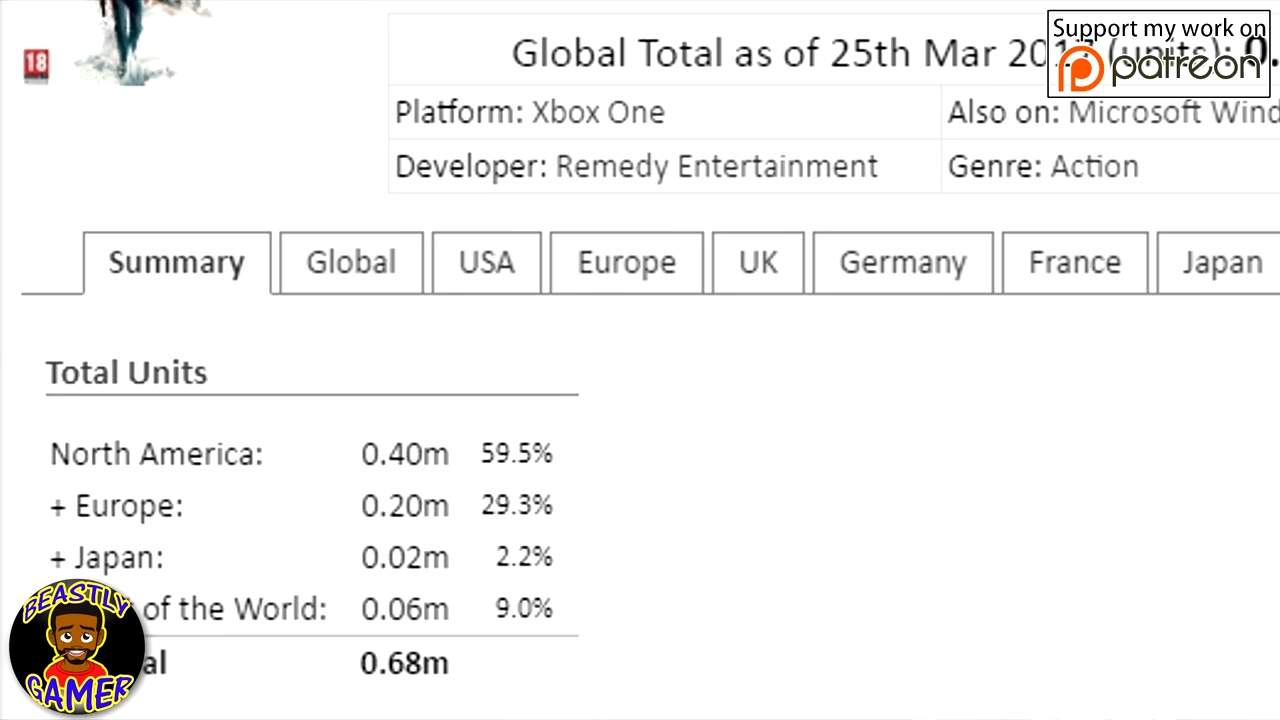 Support my work on
patreon
18
Global Total as of 25th Mar 2017 (units): 0.
Platform: Xbox One
Also on: Microsoft Wind
Developer: Remedy Entertainment
Genre: Action
Summary
Global
USA
Europe
UK
Germany
France
Japan
Total Units
North America: 0.40m 59.5%
+ Europe: 0.20m 29.3%
+ Japan: 0.02m 2.2%
of the World: 0.06m 9.0%
al 0.68m
BEASTLY
GAMER